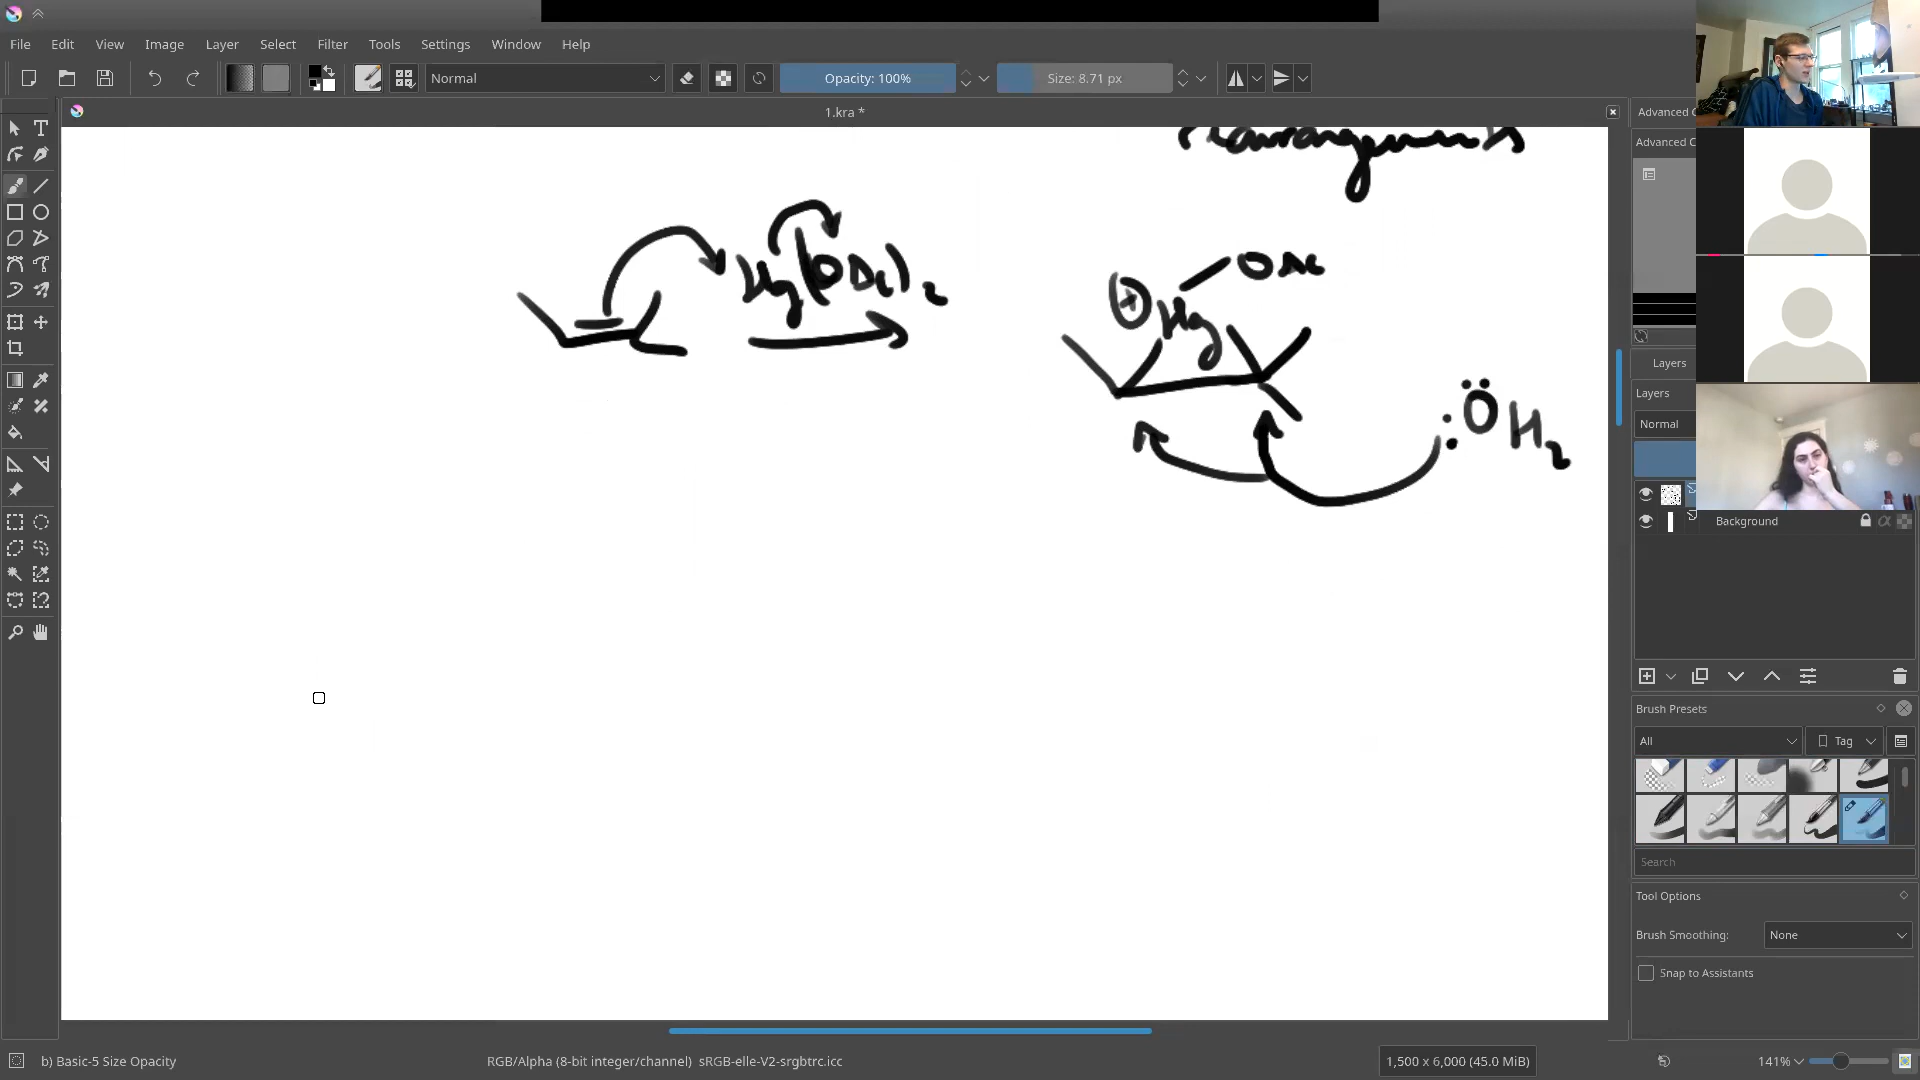 File Edit View Image Layer Select Filter Tools Settings Window Help
Normal
Opacity: 100%
Size: 8.71 px
1.kra *
Advanced C
Advanced C
Rearrangements
Hg(OAc)2
⊕ Hg OAc
:ÖH2
Layers
Layers
Normal
Background
Brush Presets
All
Tag
Search
Tool Options
Brush Smoothing: None
Snap to Assistants
b) Basic-5 Size Opacity
RGB/Alpha (8-bit integer/channel) sRGB-elle-V2-srgbtrc.icc
1,500 x 6,000 (45.0 MiB)
141%